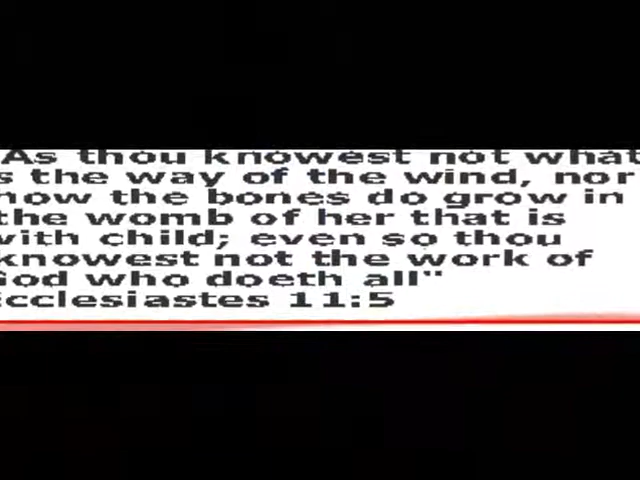 As thou knowest not what
s the way of the wind, nor
how the bones do grow in
the womb of her that is
with child; even so thou
knowest not the work of
God who doeth all"
Ecclesiastes 11:5